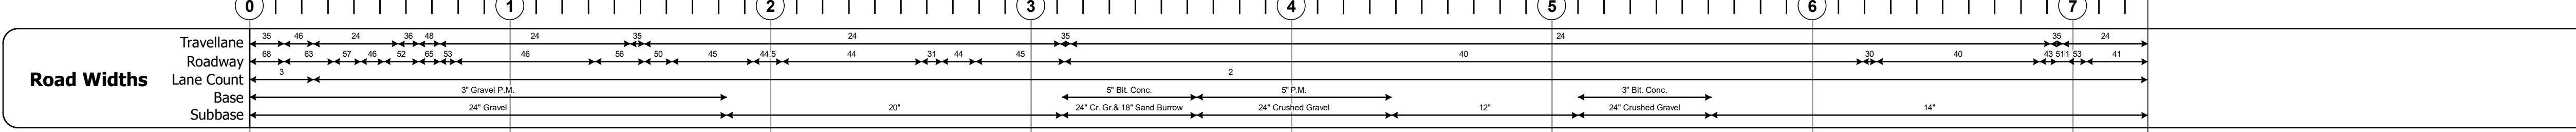 0 1 2 3 4 5 6 7
Road Widths
Travellane 35 46 24 36 48 24 35 24 35 24 35 24
Roadway 68 63 57 46 52 65 53 46 56 50 45 44.5 44 31 44 45 40 30 40 43 51 53 41
Lane Count 3 2
Base 3" Gravel P.M. 5" Bit. Conc. 5" P.M. 3" Bit. Conc.
Subbase 24" Gravel 20" 24" Cr. Gr.& 18" Sand Burrow 24" Crushed Gravel 12" 24" Crushed Gravel 14"